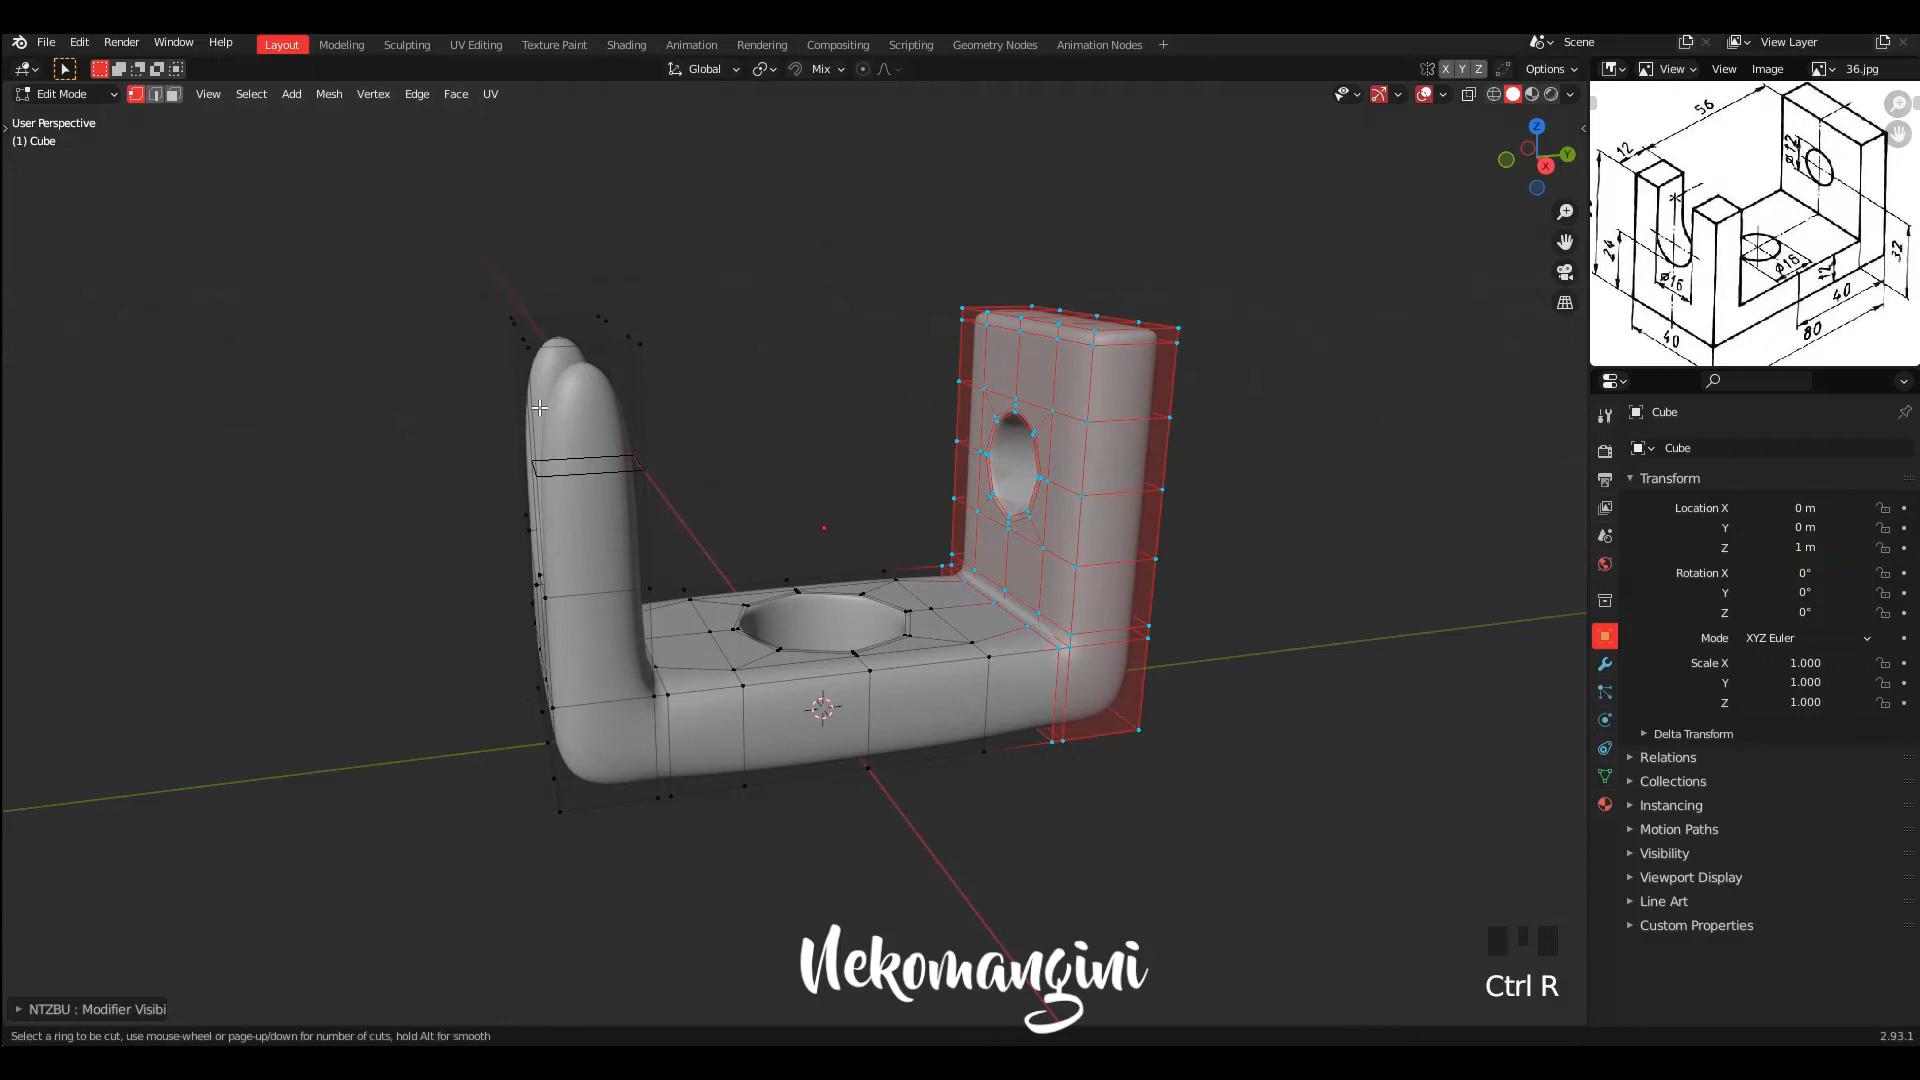 File Edit Render Window Help
Layout Modeling Sculpting UV Editing Texture Paint Shading Animation Rendering Compositing Scripting Geometry Nodes Animation Nodes +
Scene
View Layer
Global Mix X Y Z Options
View View Image 36.jpg
Edit Mode View Select Add Mesh Vertex Edge Face UV
User Perspective
(1) Cube
Z
Y
X
56
12
24
Ø16
Ø12
Ø16
12
32
40
80
40
Cube
Cube
Transform
Location X 0 m
Y 0 m
Z 1 m
Rotation X 0°
Y 0°
Z 0°
Mode XYZ Euler
Scale X 1.000
Y 1.000
Z 1.000
Delta Transform
Relations
Collections
Instancing
Motion Paths
Visibility
Viewport Display
Line Art
Custom Properties
Nekomangini
Ctrl R
NTZBU : Modifier Visibi
Select a ring to be cut, use mouse-wheel or page-up/down for number of cuts, hold Alt for smooth
2.93.1